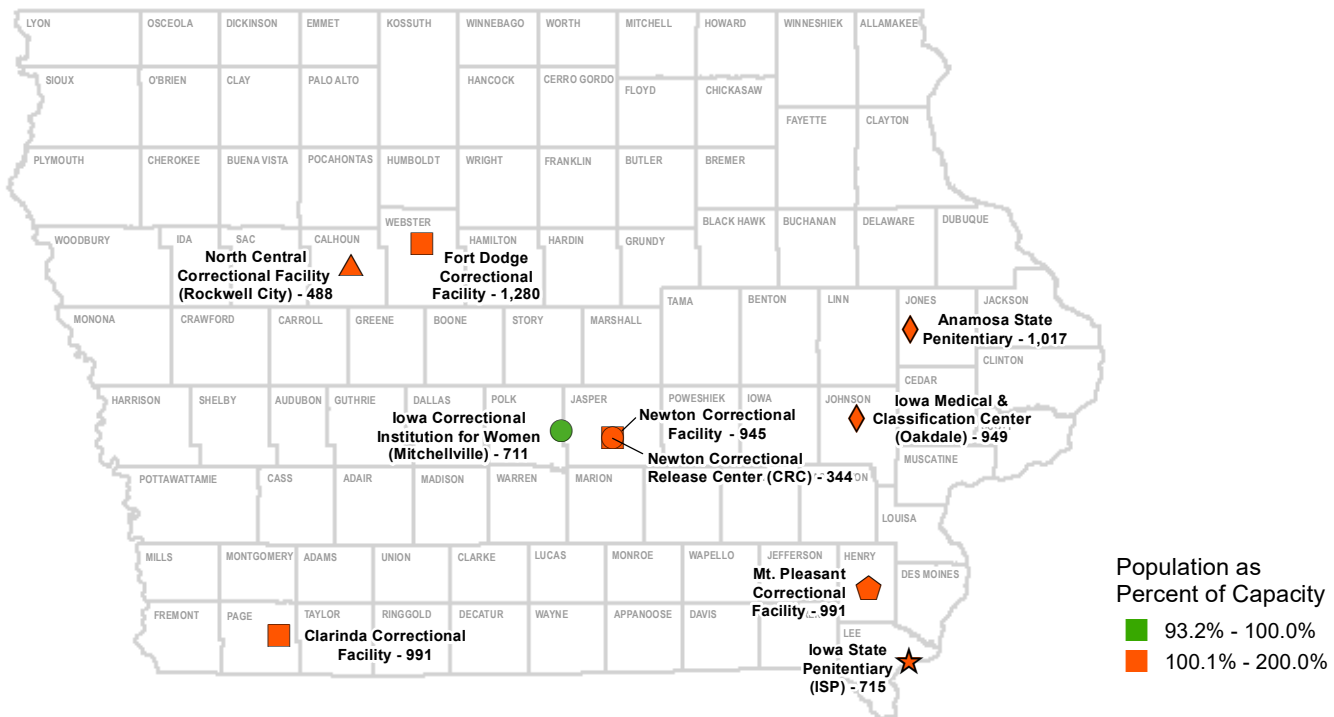 LYON
OSCEOLA
DICKINSON
EMMET
KOSSUTH
WINNEBAGO
WORTH
MITCHELL
HOWARD
WINNESHIEK
ALLAMAKEE
SIOUX
O'BRIEN
CLAY
PALO ALTO
HANCOCK
CERRO GORDO
FLOYD
CHICKASAW
FAYETTE
CLAYTON
PLYMOUTH
CHEROKEE
BUENA VISTA
POCAHONTAS
HUMBOLDT
WRIGHT
FRANKLIN
BUTLER
BREMER
WEBSTER
BLACK HAWK
BUCHANAN
DELAWARE
DUBUQUE
WOODBURY
IDA
SAC
CALHOUN
HAMILTON
HARDIN
GRUNDY
North Central
Correctional Facility
(Rockwell City) - 488
Fort Dodge
Correctional
Facility - 1,280
TAMA
BENTON
LINN
JONES
JACKSON
Anamosa State
Penitentiary - 1,017
MONONA
CRAWFORD
CARROLL
GREENE
BOONE
STORY
MARSHALL
CLINTON
CEDAR
HARRISON
SHELBY
AUDUBON
GUTHRIE
DALLAS
POLK
JASPER
POWESHIEK
IOWA
JOHNSON
Iowa Correctional
Institution for Women
(Mitchellville) - 711
Newton Correctional
Facility - 945
Newton Correctional
Release Center (CRC) - 344
Iowa Medical &
Classification Center
(Oakdale) - 949
MUSCATINE
POTTAWATTAMIE
CASS
ADAIR
MADISON
WARREN
MARION
ON
LOUISA
MILLS
MONTGOMERY
ADAMS
UNION
CLARKE
LUCAS
MONROE
WAPELLO
JEFFERSON
HENRY
DES MOINES
Mt. Pleasant
Correctional
Facility - 991
FREMONT
PAGE
TAYLOR
RINGGOLD
DECATUR
WAYNE
APPANOOSE
DAVIS
LEE
Clarinda Correctional
Facility - 991
Iowa State
Penitentiary
(ISP) - 715
Population as
Percent of Capacity
93.2% - 100.0%
100.1% - 200.0%